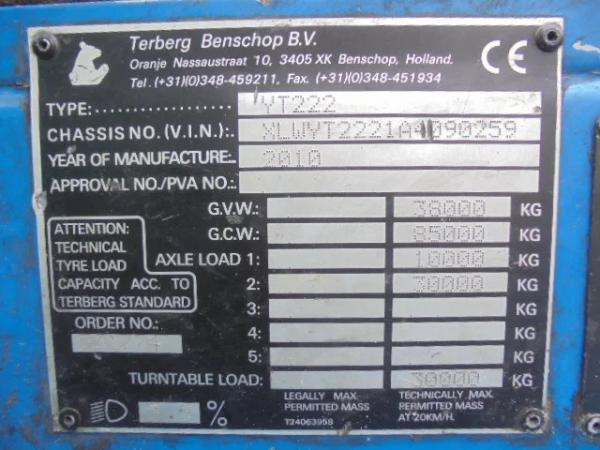 Terberg Benschop B.V.
Oranje Nassaustraat 10, 3405 XK Benschop, Holland.
Tel. (+31)(0)348-459211, Fax. (+31)(0)348-451934
CE
TYPE:.................. YT222
CHASSIS NO. (V.I.N.):. XLWYT2221A4090259
YEAR OF MANUFACTURE:. 2010
APPROVAL NO./PVA NO.:.
G.V.W.: 38000 KG
G.C.W.: 85000 KG
AXLE LOAD 1: 10000 KG
2: 30000 KG
3: KG
4: KG
5: KG
TURNTABLE LOAD: 30000 KG
ATTENTION:
TECHNICAL
TYRE LOAD
CAPACITY ACC. TO
TERBERG STANDARD
ORDER NO.:
%
LEGALLY MAX.
PERMITTED MASS
T24063958
TECHNICALLY MAX.
PERMITTED MASS
AT 20KM/H.